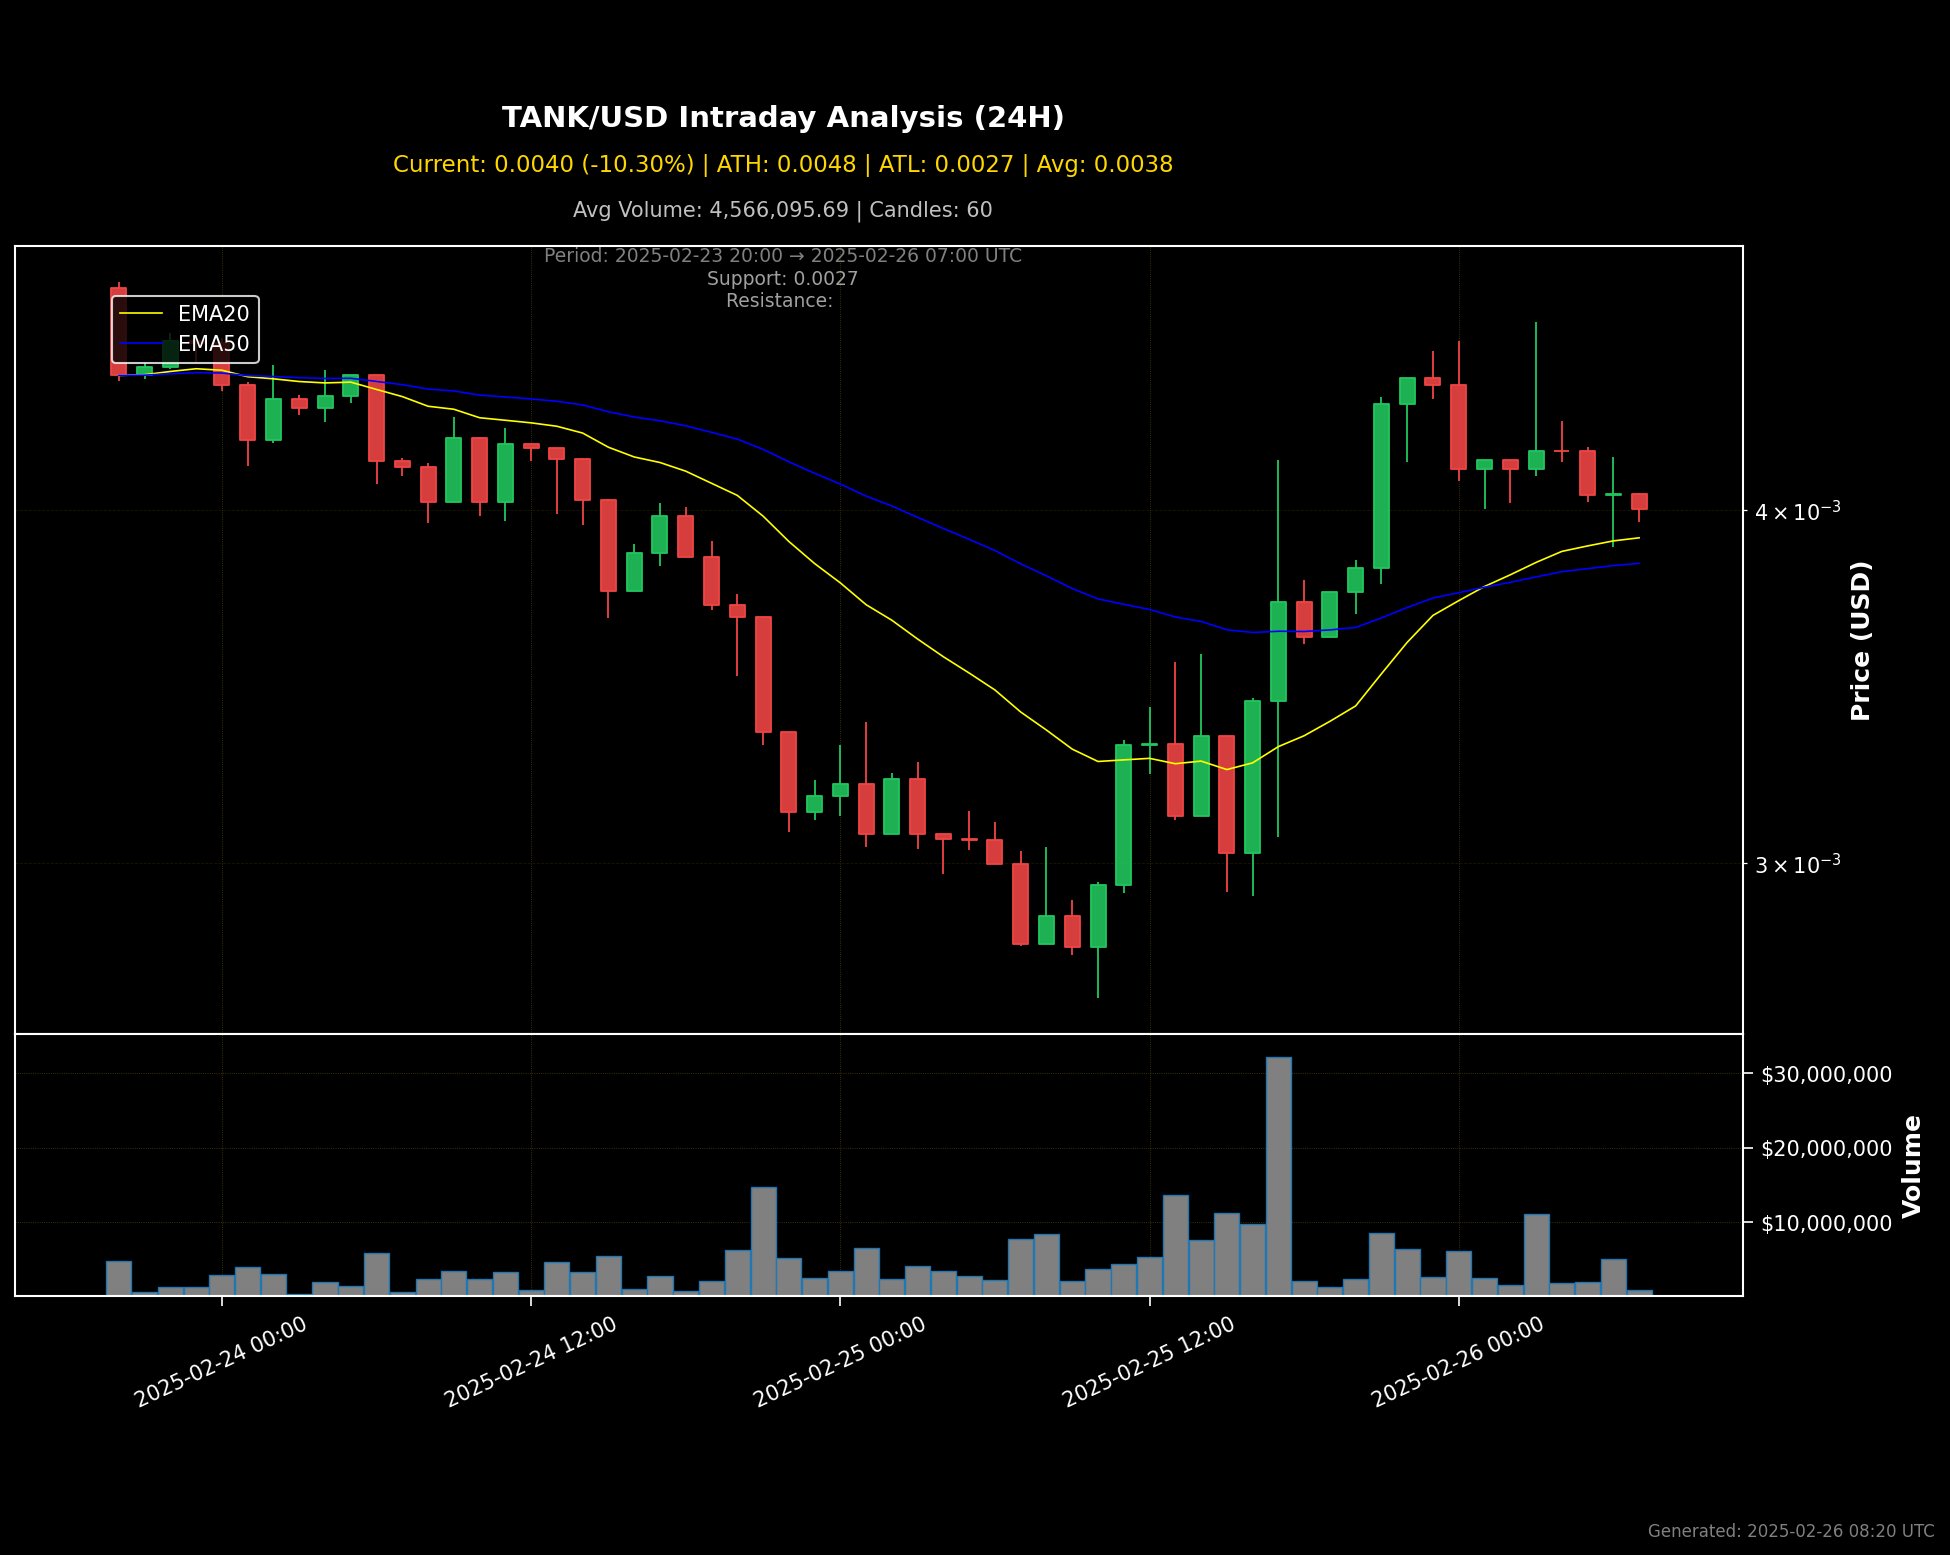 TANK/USD Intraday Analysis (24H)
Current: 0.0040 (-10.30%) | ATH: 0.0048 | ATL: 0.0027 | Avg: 0.0038
Avg Volume: 4,566,095.69 | Candles: 60
Period: 2025-02-23 20:00 → 2025-02-26 07:00 UTC
Support: 0.0027
Resistance:
EMA20
EMA50
4 × 10⁻³
3 × 10⁻³
Price (USD)
$30,000,000
$20,000,000
$10,000,000
Volume
2025-02-24 00:00
2025-02-24 12:00
2025-02-25 00:00
2025-02-25 12:00
2025-02-26 00:00
Generated: 2025-02-26 08:20 UTC